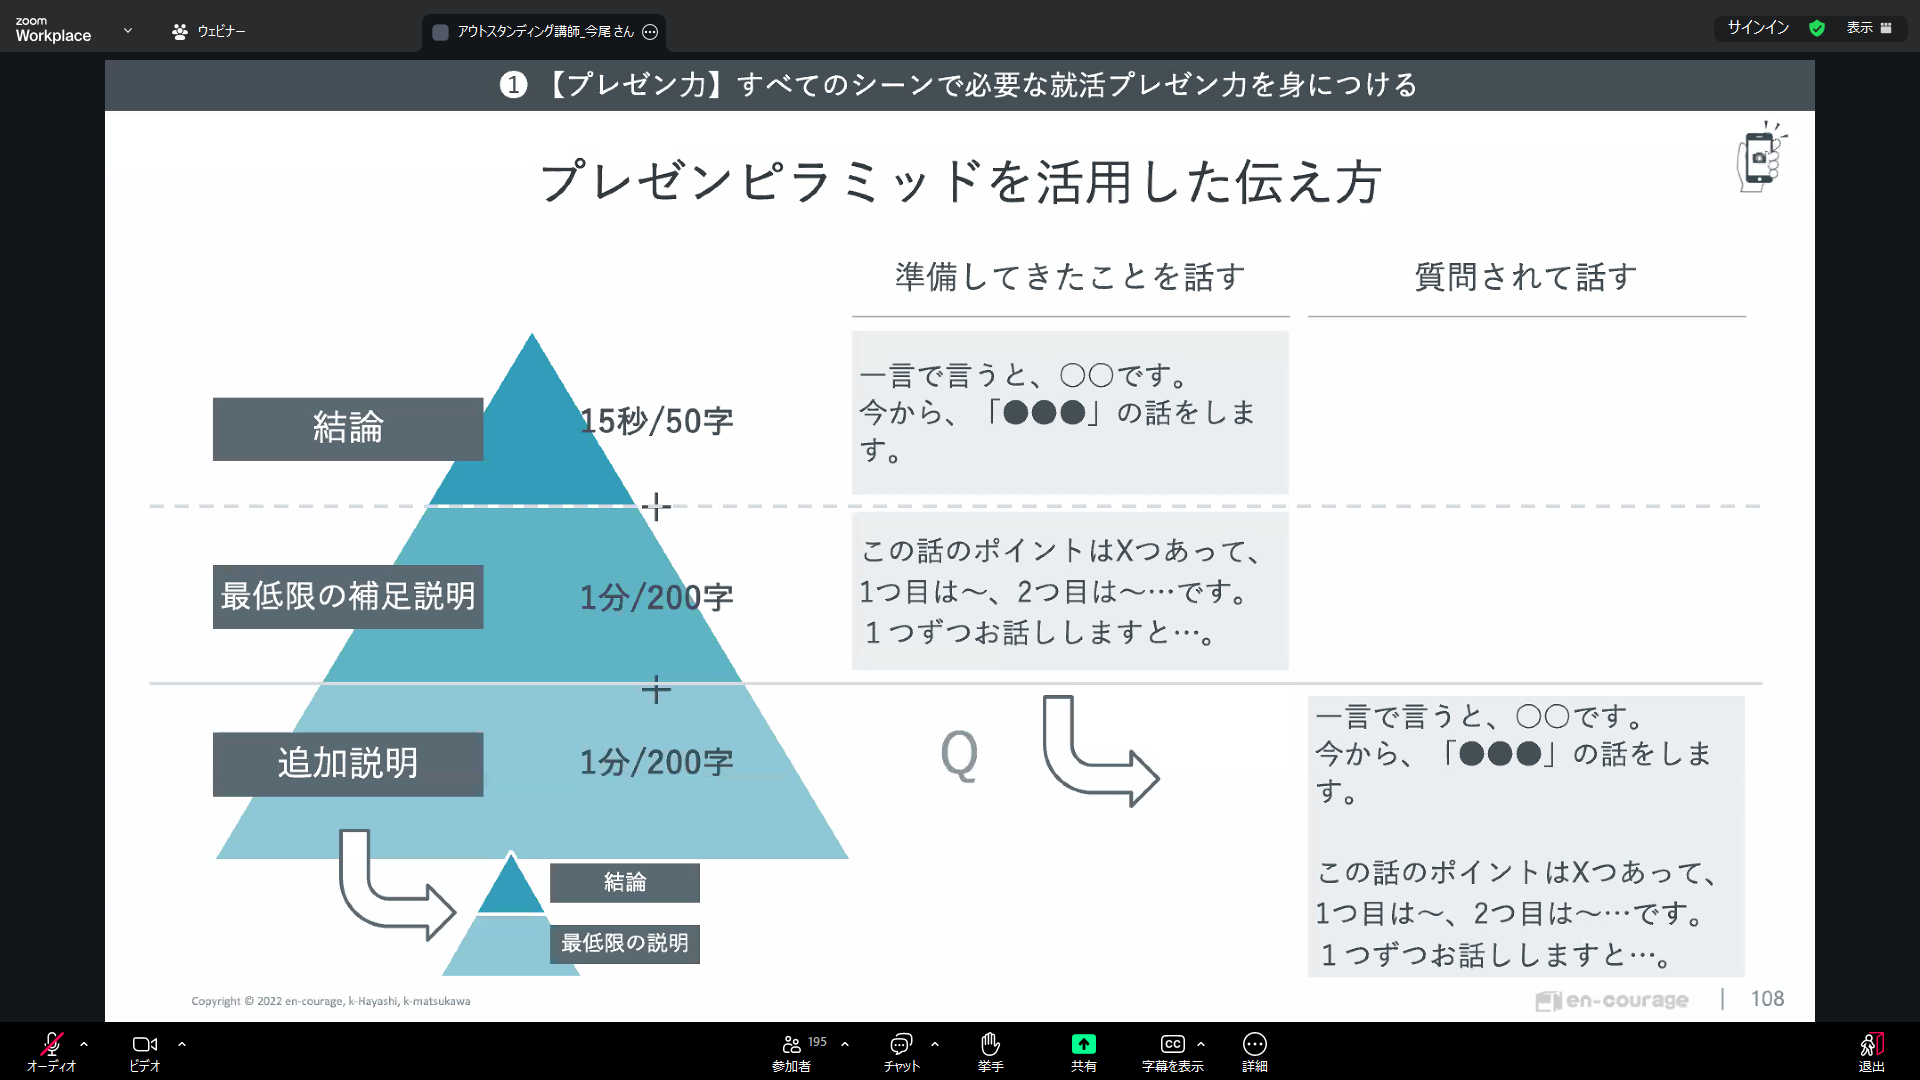 zoom
Workplace
ウェビナー
アウトスタンディング講師_今尾 さん
サインイン
表示
❶ 【プレゼン力】すべてのシーンで必要な就活プレゼン力を身につける
プレゼンピラミッドを活用した伝え方
準備してきたことを話す
質問されて話す
結論
15秒/50字
一言で言うと、〇〇です。
今から、「●●●」の話をしま
す。
+
最低限の補足説明
1分/200字
この話のポイントはXつあって、
1つ目は〜、2つ目は〜…です。
１つずつお話ししますと…。
+
追加説明
1分/200字
Q
一言で言うと、〇〇です。
今から、「●●●」の話をしま
す。
この話のポイントはXつあって、
1つ目は〜、2つ目は〜…です。
１つずつお話ししますと…。
結論
最低限の説明
Copyright © 2022 en-courage, k-Hayashi, k-matsukawa
en-courage | 108
オーディオ
ビデオ
195
参加者
チャット
挙手
共有
CC
字幕を表示
詳細
退出